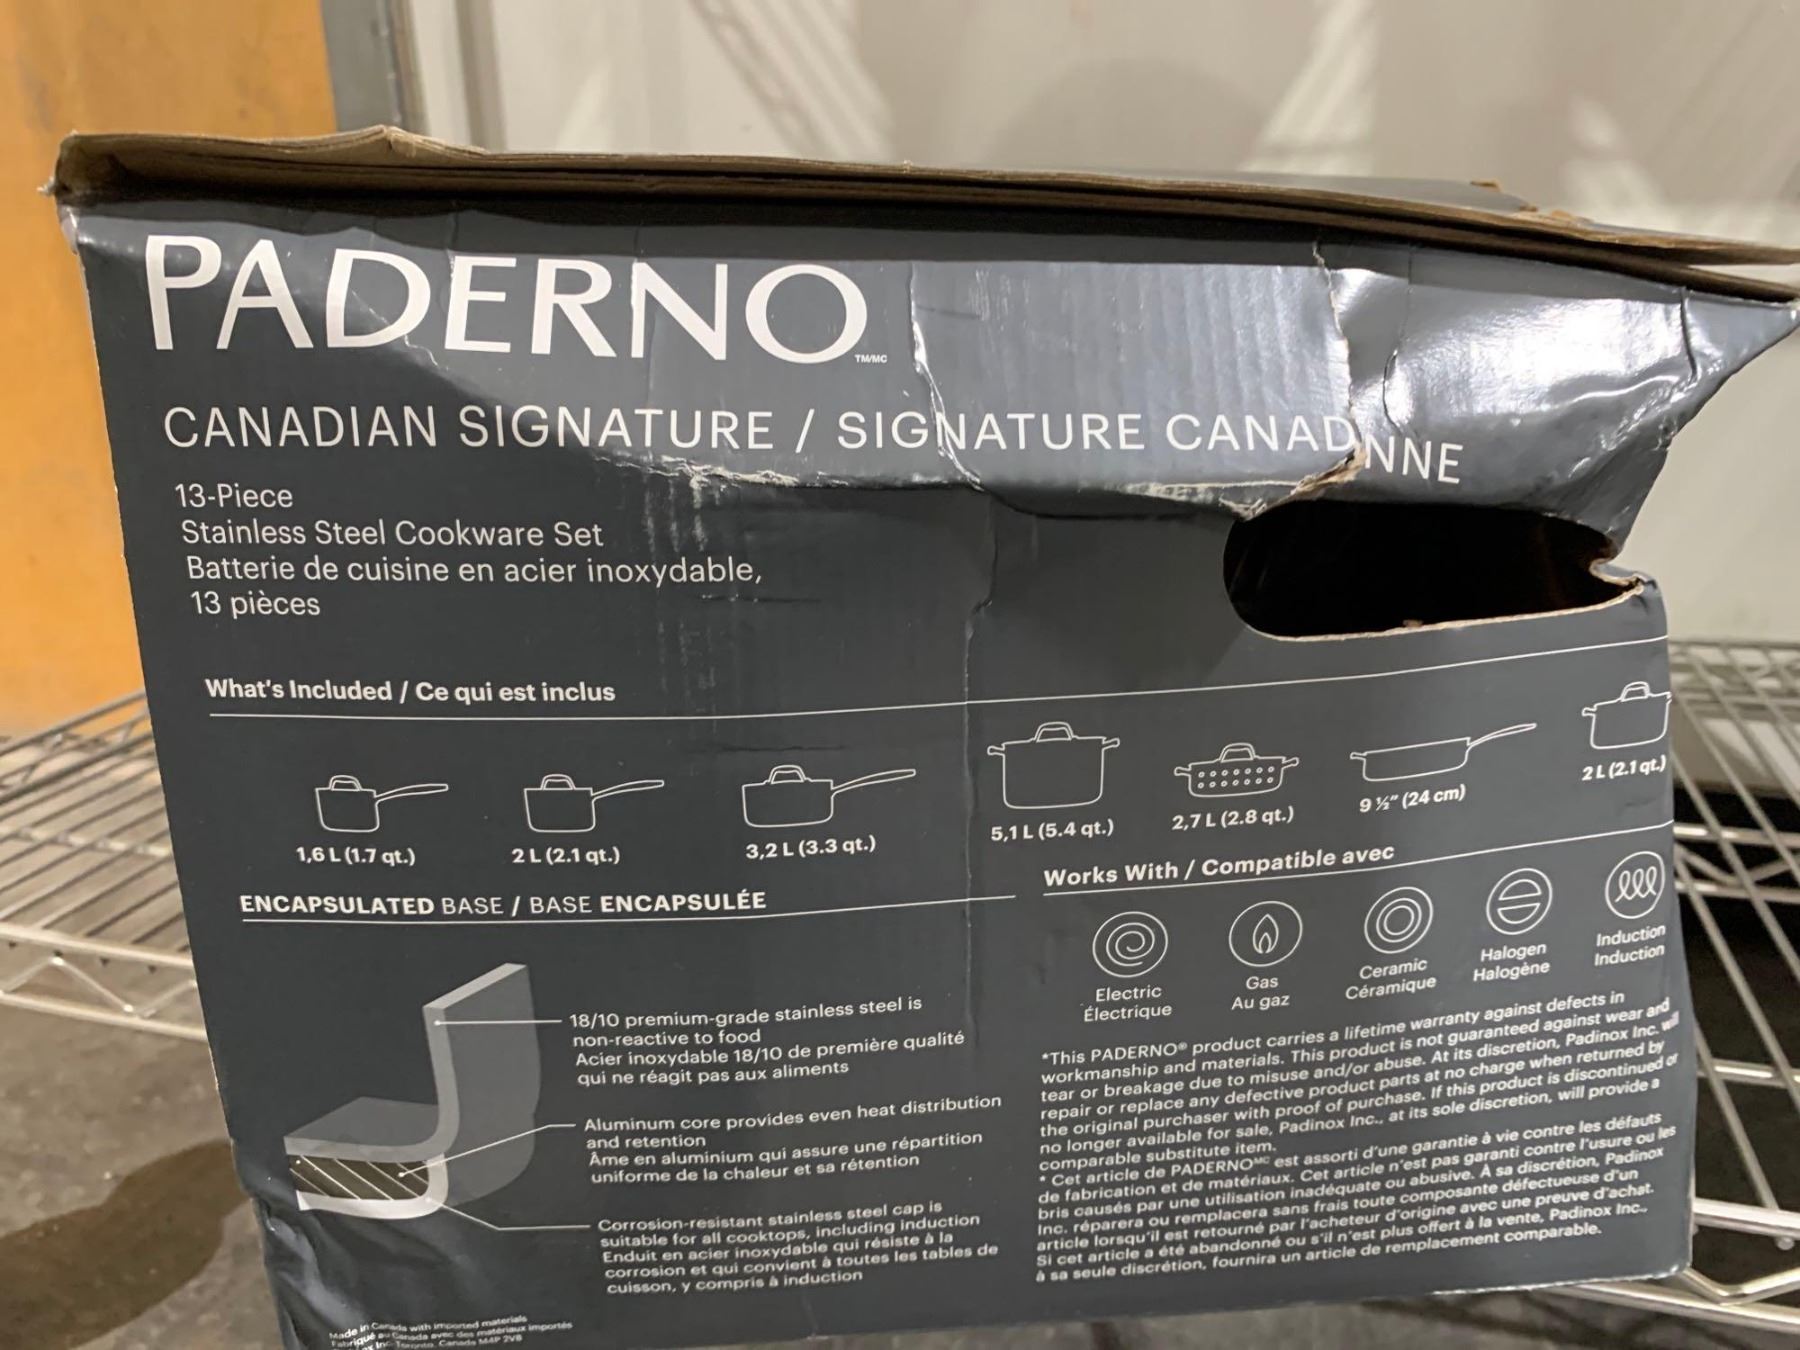 PADERNO TM/MC
CANADIAN SIGNATURE / SIGNATURE CANADNNE
13-Piece
Stainless Steel Cookware Set
Batterie de cuisine en acier inoxydable,
13 pièces
What's Included / Ce qui est inclus
1,6 L (1.7 qt.)
2 L (2.1 qt.)
3,2 L (3.3 qt.)
5,1 L (5.4 qt.)
2,7 L (2.8 qt.)
9 ½" (24 cm)
2 L (2.1 qt.)
ENCAPSULATED BASE / BASE ENCAPSULÉE
18/10 premium-grade stainless steel is
non-reactive to food
Acier inoxydable 18/10 de première qualité
qui ne réagit pas aux aliments
Aluminum core provides even heat distribution
and retention
Âme en aluminium qui assure une répartition
uniforme de la chaleur et sa rétention
Corrosion-resistant stainless steel cap is
suitable for all cooktops, including induction
Enduit en acier inoxydable qui résiste à la
corrosion et qui convient à toutes les tables de
cuisson, y compris à induction
Works With / Compatible avec
Electric
Électrique
Gas
Au gaz
Ceramic
Céramique
Halogen
Halogène
Induction
Induction
*This PADERNO® product carries a lifetime warranty against defects in
workmanship and materials. This product is not guaranteed against wear and
tear or breakage due to misuse and/or abuse. At its discretion, Padinox Inc. will
repair or replace any defective product parts at no charge when returned by
the original purchaser with proof of purchase. If this product is discontinued or
no longer available for sale, Padinox Inc., at its sole discretion, will provide a
comparable substitute item.
* Cet article de PADERNO MC est assorti d'une garantie à vie contre les défauts
de fabrication et de matériaux. Cet article n'est pas garanti contre l'usure ou les
bris causés par une utilisation inadéquate ou abusive. À sa discrétion, Padinox
Inc. réparera ou remplacera sans frais toute composante défectueuse d'un
article lorsqu'il est retourné par l'acheteur d'origine avec une preuve d'achat.
Si cet article a été abandonné ou s'il n'est plus offert à la vente, Padinox Inc.,
à sa seule discrétion, fournira un article de remplacement comparable.
Made in Canada with imported materials
Fabriqué au Canada avec des matériaux importés
Inc. Toronto, Canada M4P 2V8